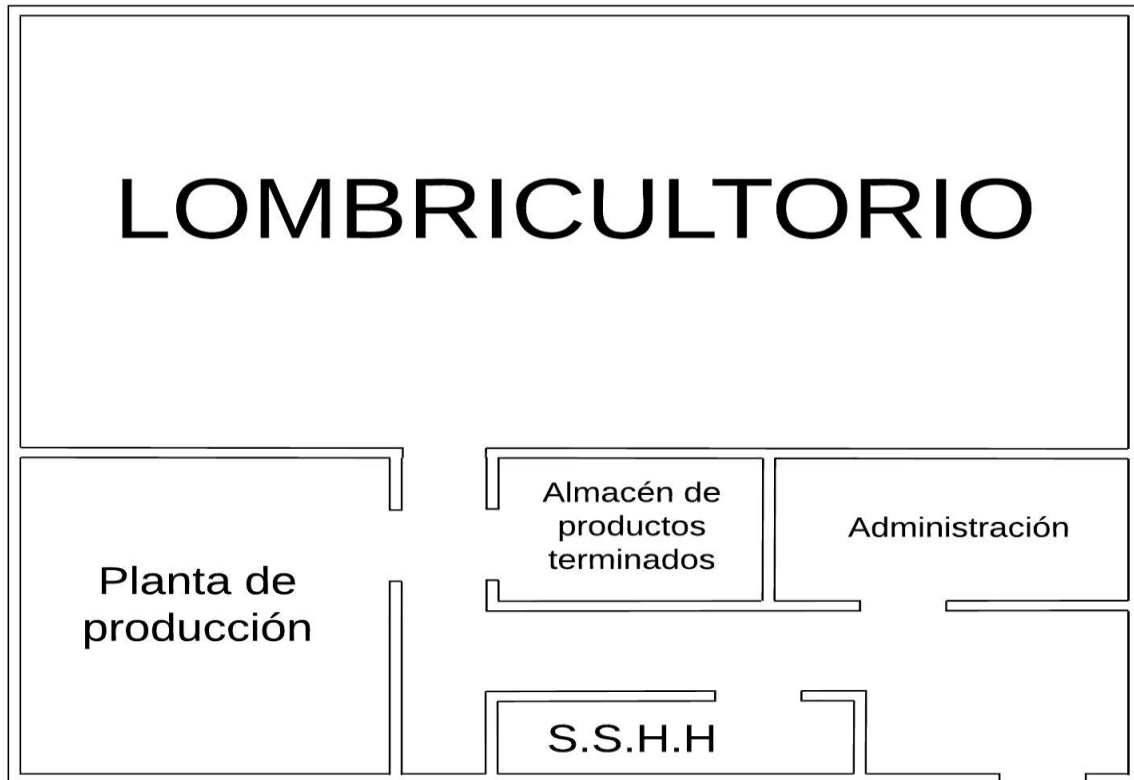 LOMBRICULTORIO
Almacén de
productos
terminados
Administración
Planta de
producción
S.S.H.H